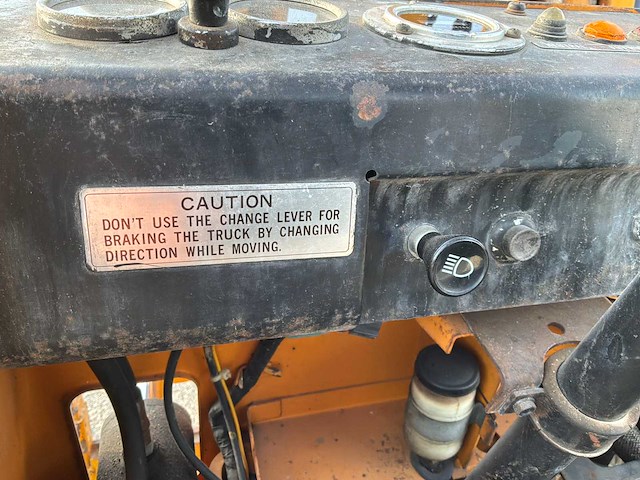 CAUTION
DON'T USE THE CHANGE LEVER FOR
BRAKING THE TRUCK BY CHANGING
DIRECTION WHILE MOVING.